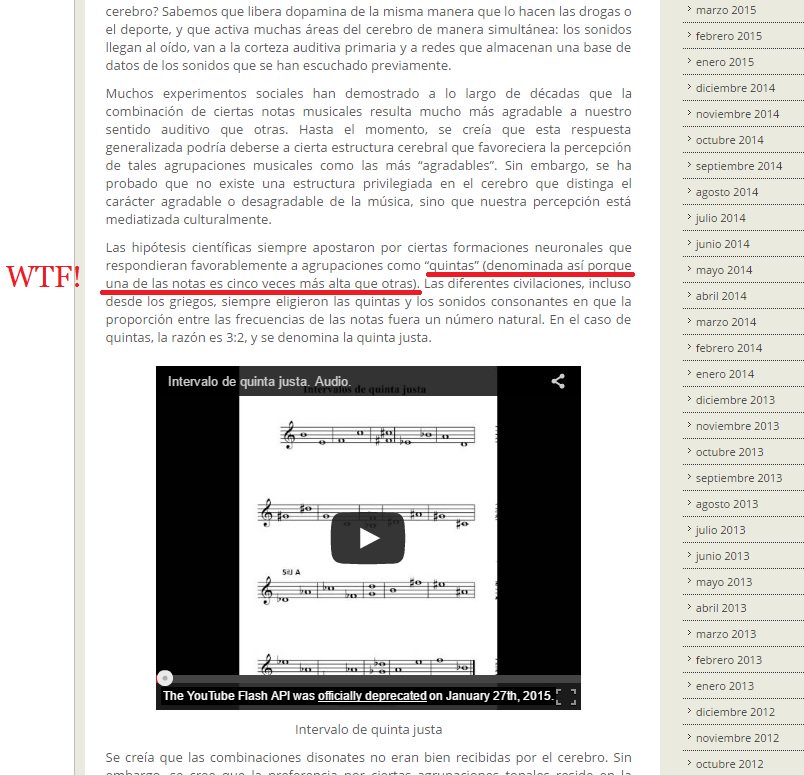 cerebro? Sabemos que libera dopamina de la misma manera que lo hacen las drogas o
el deporte, y que activa muchas áreas del cerebro de manera simultánea: los sonidos
llegan al oído, van a la corteza auditiva primaria y a redes que almacenan una base de
datos de los sonidos que se han escuchado previamente.
Muchos experimentos sociales han demostrado a lo largo de décadas que la
combinación de ciertas notas musicales resulta mucho más agradable a nuestro
sentido auditivo que otras. Hasta el momento, se creía que esta respuesta
generalizada podría deberse a cierta estructura cerebral que favoreciera la percepción
de tales agrupaciones musicales como las más “agradables”. Sin embargo, se ha
probado que no existe una estructura privilegiada en el cerebro que distinga el
carácter agradable o desagradable de la música, sino que nuestra percepción está
mediatizada culturalmente.
WTF!
Las hipótesis científicas siempre apostaron por ciertas formaciones neuronales que
respondieran favorablemente a agrupaciones como “quintas” (denominada así porque
una de las notas es cinco veces más alta que otras). Las diferentes civilaciones, incluso
desde los griegos, siempre eligieron las quintas y los sonidos consonantes en que la
proporción entre las frecuencias de las notas fuera un número natural. En el caso de
quintas, la razón es 3:2, y se denomina la quinta justa.
Intervalo de quinta justa. Audio.
Intervalos de quinta justa
SiJ A
The YouTube Flash API was officially deprecated on January 27th, 2015.
Intervalo de quinta justa
Se creía que las combinaciones disonates no eran bien recibidas por el cerebro. Sin
embargo, se cree que la preferencia por ciertas agrupaciones tonales reside en la
marzo 2015
febrero 2015
enero 2015
diciembre 2014
noviembre 2014
octubre 2014
septiembre 2014
agosto 2014
julio 2014
junio 2014
mayo 2014
abril 2014
marzo 2014
febrero 2014
enero 2014
diciembre 2013
noviembre 2013
octubre 2013
septiembre 2013
agosto 2013
julio 2013
junio 2013
mayo 2013
abril 2013
marzo 2013
febrero 2013
enero 2013
diciembre 2012
noviembre 2012
octubre 2012